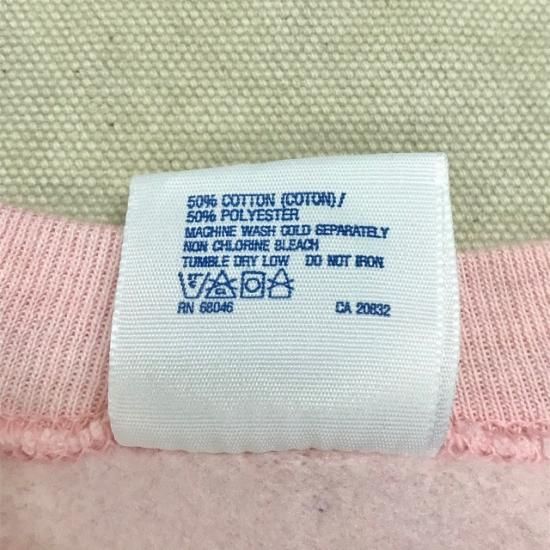 50% COTTON (COTON) /
50% POLYESTER
MACHINE WASH COLD SEPARATELY
NON CHLORINE BLEACH
TUMBLE DRY LOW DO NOT IRON
RN 68046 CA 20832